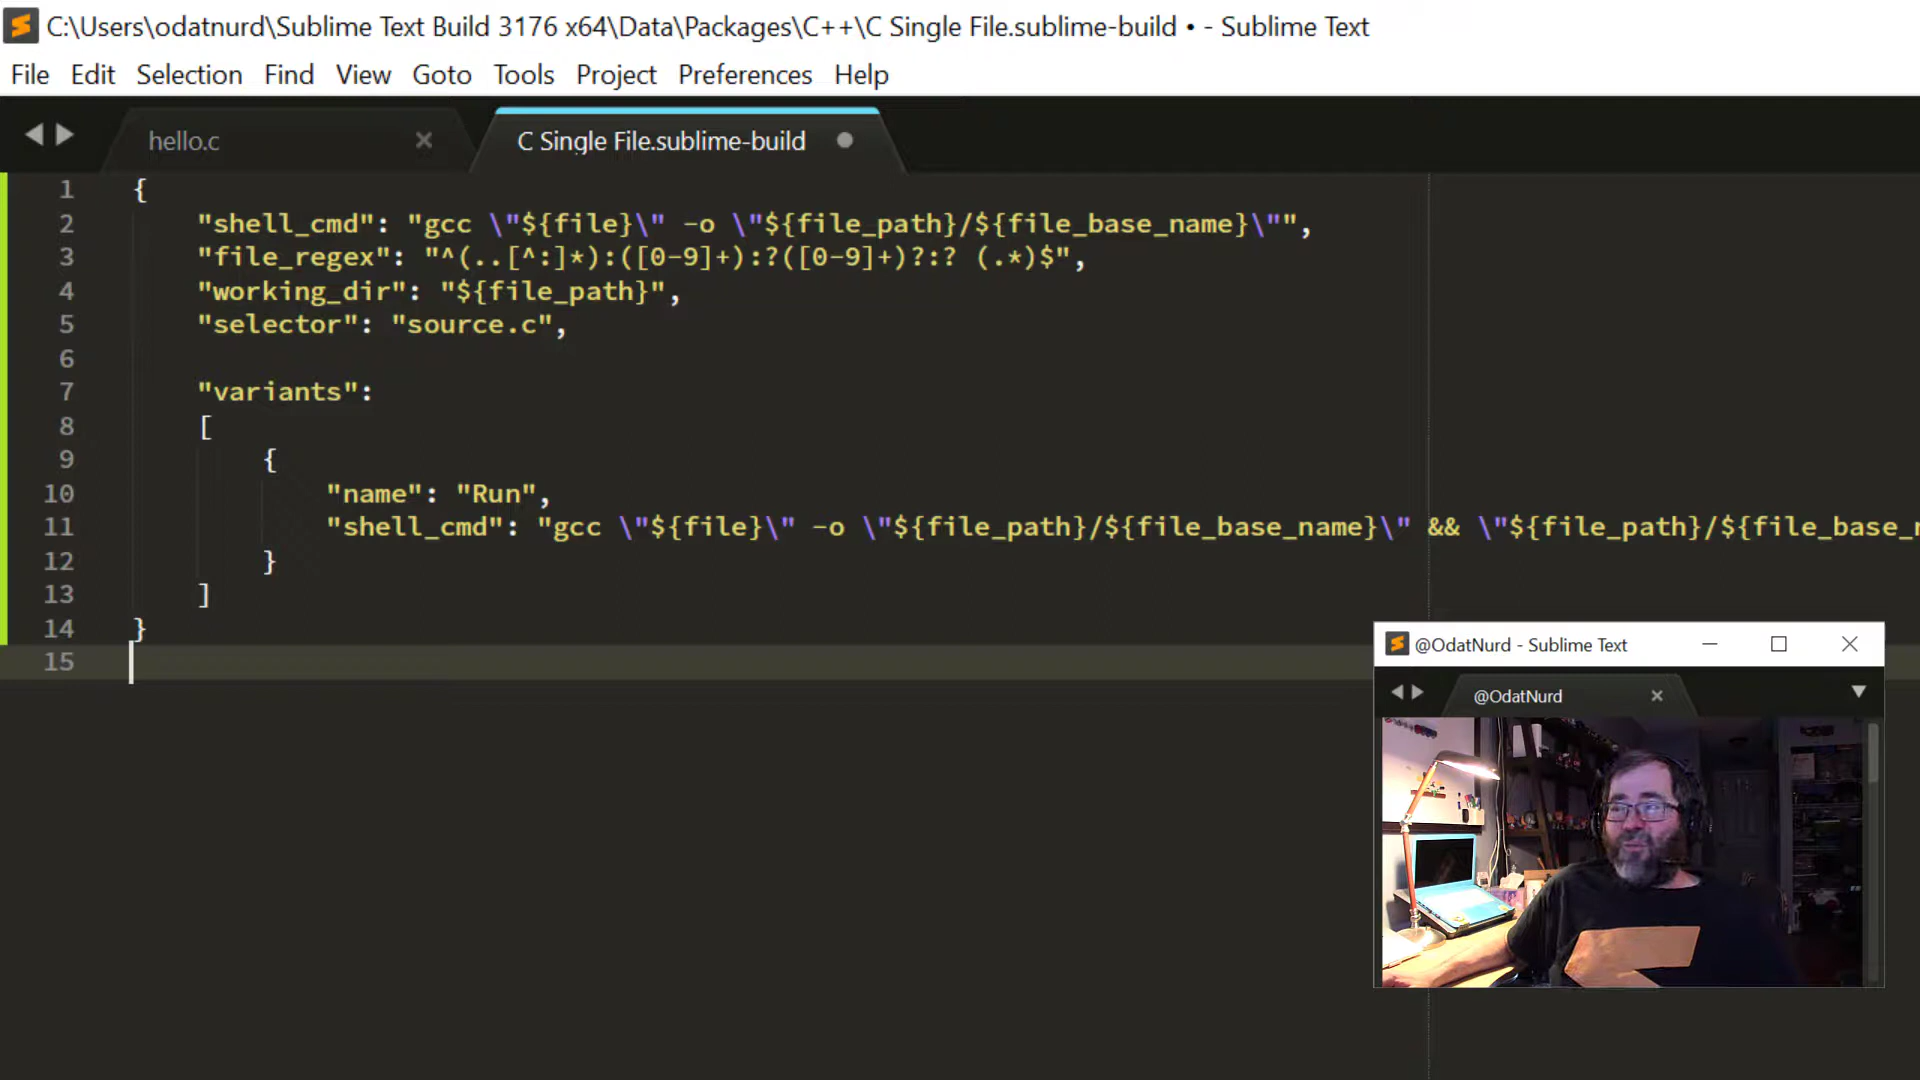 C:\Users\odatnurd\Sublime Text Build 3176 x64\Data\Packages\C++\C Single File.sublime-build • - Sublime Text
File Edit Selection Find View Goto Tools Project Preferences Help
hello.c
C Single File.sublime-build
1 {
2 "shell_cmd": "gcc \"${file}\" -o \"${file_path}/${file_base_name}\"",
3 "file_regex": "^(..[^:]*):([0-9]+):?([0-9]+)?:? (.*)$",
4 "working_dir": "${file_path}",
5 "selector": "source.c",
6
7 "variants":
8 [
9 {
10 "name": "Run",
11 "shell_cmd": "gcc \"${file}\" -o \"${file_path}/${file_base_name}\" && \"${file_path}/${file_base_n
12 }
13 ]
14 }
15
@OdatNurd - Sublime Text
@OdatNurd